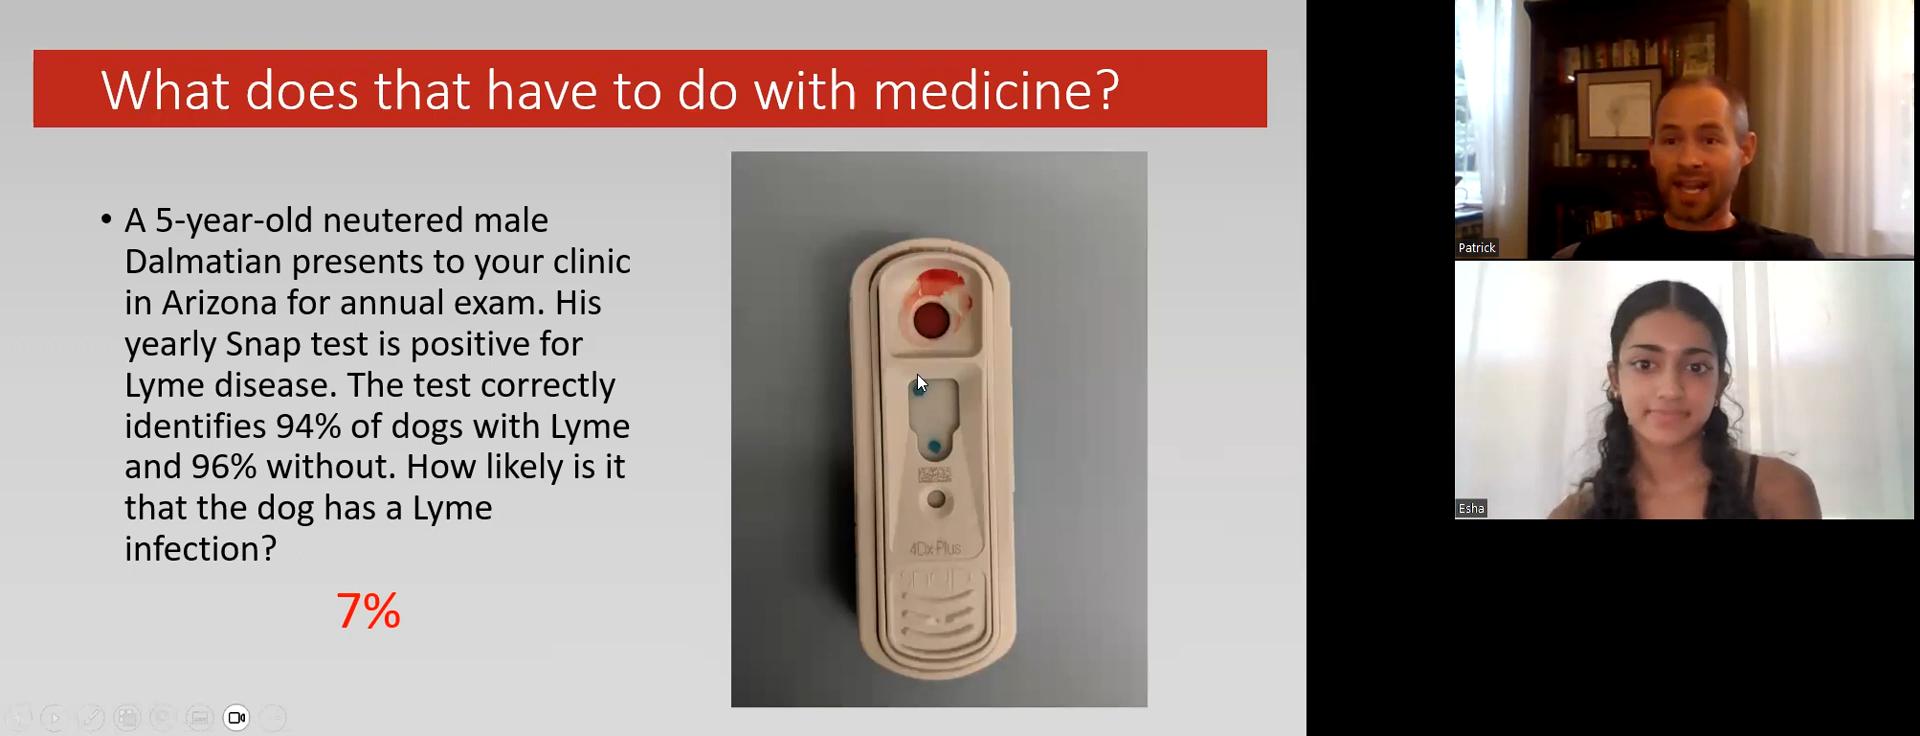 What does that have to do with medicine?
• A 5-year-old neutered male
Dalmatian presents to your clinic
in Arizona for annual exam. His
yearly Snap test is positive for
Lyme disease. The test correctly
identifies 94% of dogs with Lyme
and 96% without. How likely is it
that the dog has a Lyme
infection?
7%
4Dx Plus
SNAP
Patrick
Esha